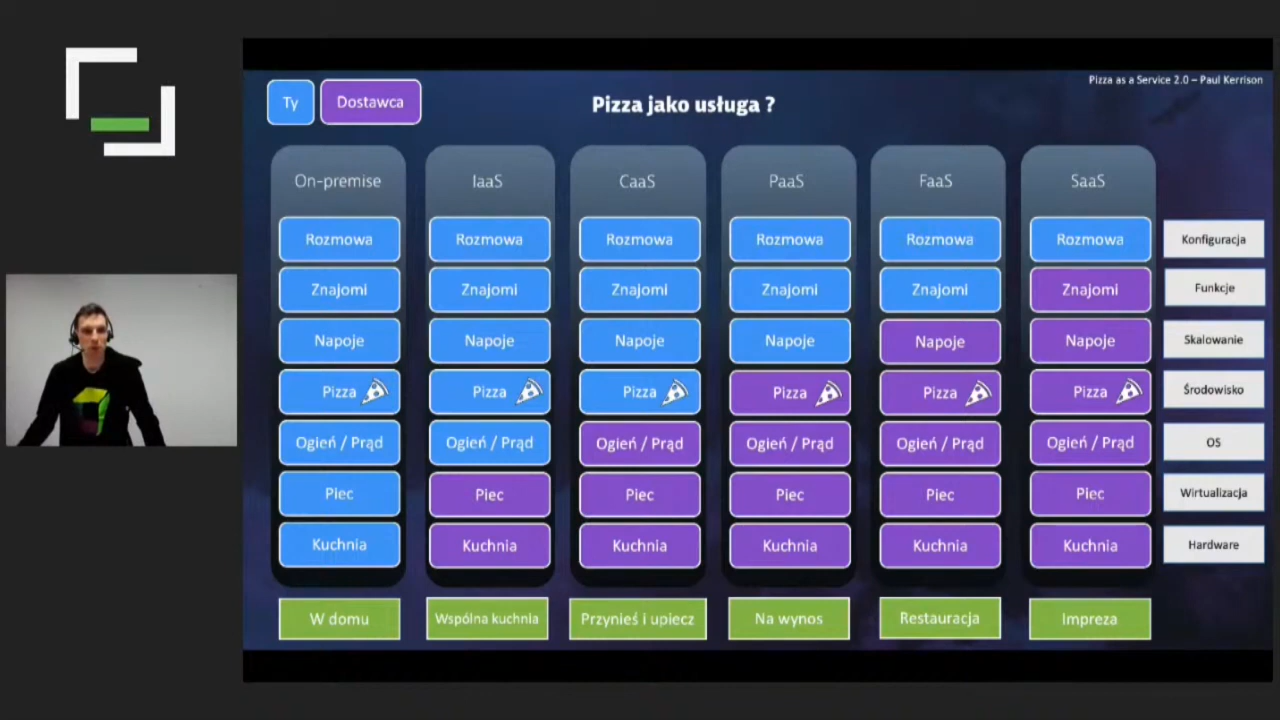 Pizza as a Service 2.0 – Paul Kerrison
Ty
Dostawca
Pizza jako usługa ?
On-premise
IaaS
CaaS
PaaS
FaaS
SaaS
Rozmowa
Rozmowa
Rozmowa
Rozmowa
Rozmowa
Rozmowa
Konfiguracja
Znajomi
Znajomi
Znajomi
Znajomi
Znajomi
Znajomi
Funkcje
Napoje
Napoje
Napoje
Napoje
Napoje
Napoje
Skalowanie
Pizza
Pizza
Pizza
Pizza
Pizza
Pizza
Środowisko
Ogień / Prąd
Ogień / Prąd
Ogień / Prąd
Ogień / Prąd
Ogień / Prąd
Ogień / Prąd
OS
Piec
Piec
Piec
Piec
Piec
Piec
Wirtualizacja
Kuchnia
Kuchnia
Kuchnia
Kuchnia
Kuchnia
Kuchnia
Hardware
W domu
Wspólna kuchnia
Przynieś i upiecz
Na wynos
Restauracja
Impreza